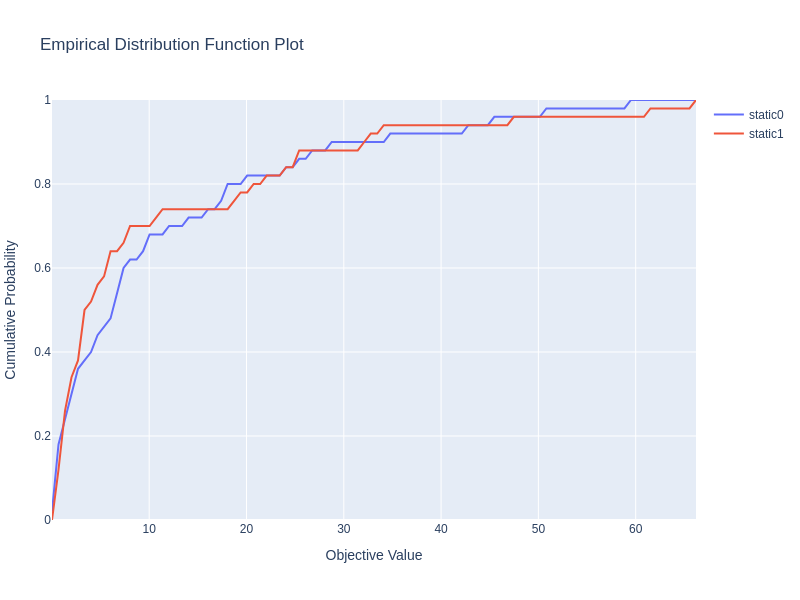 Empirical Distribution Function Plot
1
0.8
0.6
0.4
0.2
0
10
20
30
40
50
60
Cumulative Probability
Objective Value
static0
static1